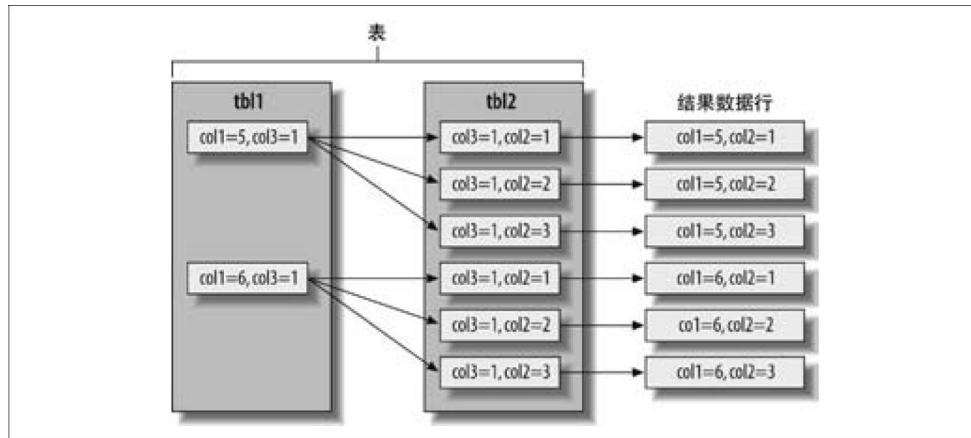 表
tbl1
tbl2
结果数据行
col1=5, col3=1
col3=1, col2=1
col1=5, col2=1
col3=1, col2=2
col1=5, col2=2
col3=1, col2=3
col1=5, col2=3
col1=6, col3=1
col3=1, col2=1
col1=6, col2=1
col3=1, col2=2
co1=6, col2=2
col3=1, col2=3
col1=6, col2=3